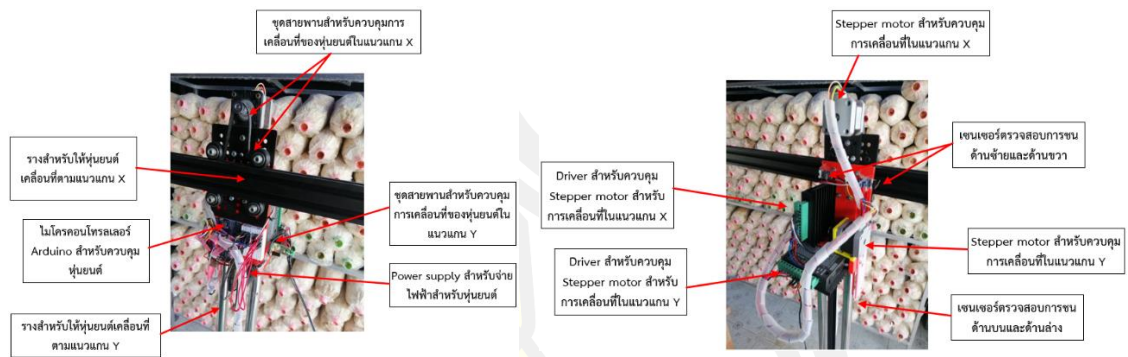 ชุดสายพานสำหรับควบคุมการ
เคลื่อนที่ของหุ่นยนต์ในแนวแกน X
รางสำหรับให้หุ่นยนต์
เคลื่อนที่ตามแนวแกน X
ไมโครคอนโทรลเลอร์
Arduino สำหรับควบคุม
หุ่นยนต์
รางสำหรับให้หุ่นยนต์เคลื่อนที่
ตามแนวแกน Y
ชุดสายพานสำหรับควบคุม
การเคลื่อนที่ของหุ่นยนต์ใน
แนวแกน Y
Power supply สำหรับจ่าย
ไฟฟ้าสำหรับหุ่นยนต์
Stepper motor สำหรับควบคุม
การเคลื่อนที่ในแนวแกน X
Driver สำหรับควบคุม
Stepper motor สำหรับ
การเคลื่อนที่ในแนวแกน X
Driver สำหรับควบคุม
Stepper motor สำหรับ
การเคลื่อนที่ในแนวแกน Y
เซนเซอร์ตรวจสอบการชน
ด้านซ้ายและด้านขวา
Stepper motor สำหรับควบคุม
การเคลื่อนที่ในแนวแกน Y
เซนเซอร์ตรวจสอบการชน
ด้านบนและด้านล่าง